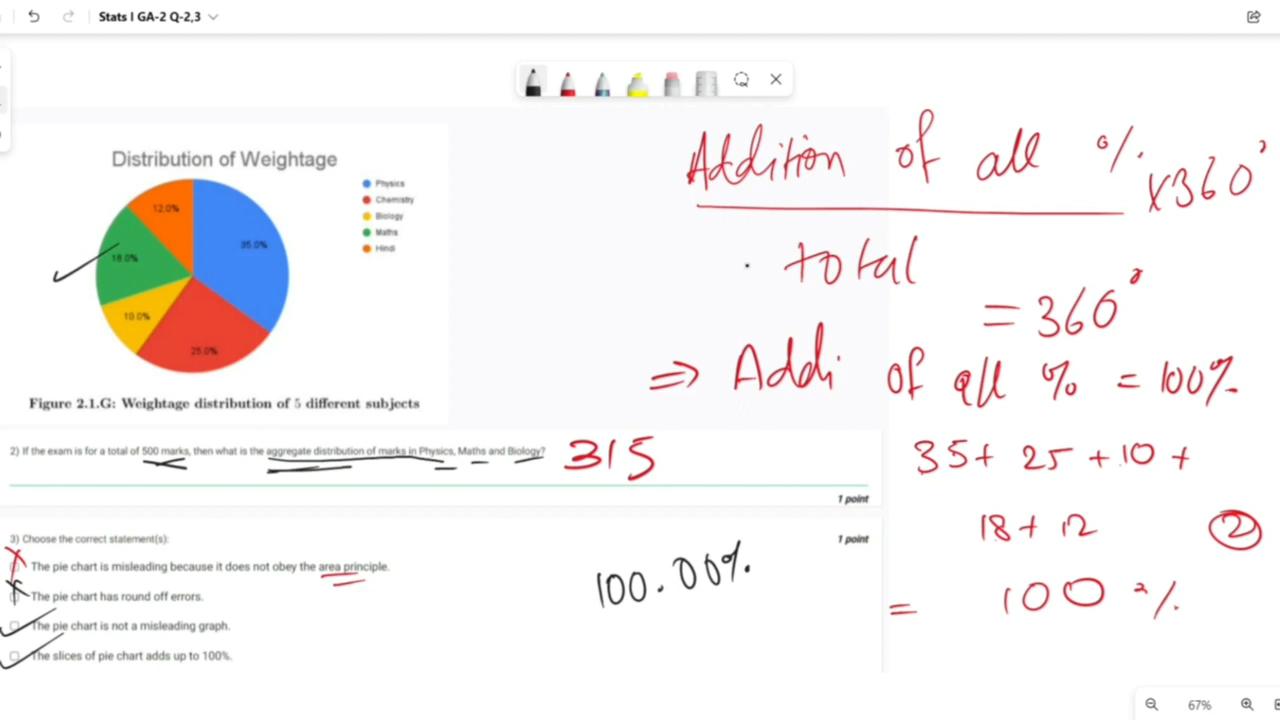 Stats I GA-2 Q-2,3
Distribution of Weightage
Physics
Chemistry
Biology
Maths
Hindi
12.0%
35.0%
18.0%
10.0%
25.0%
Figure 2.1.G: Weightage distribution of 5 different subjects
2) If the exam is for a total of 500 marks, then what is the aggregate distribution of marks in Physics, Maths and Biology?
315
1 point
3) Choose the correct statement(s):
1 point
The pie chart is misleading because it does not obey the area principle.
The pie chart has round off errors.
The pie chart is not a misleading graph.
The slices of pie chart adds up to 100%.
100.00%
Addition of all % x360°
total
= 360°
⇒ Addi of all % = 100%
35+ 25 + 10 +
18+ 12
2
= 100 %
67%